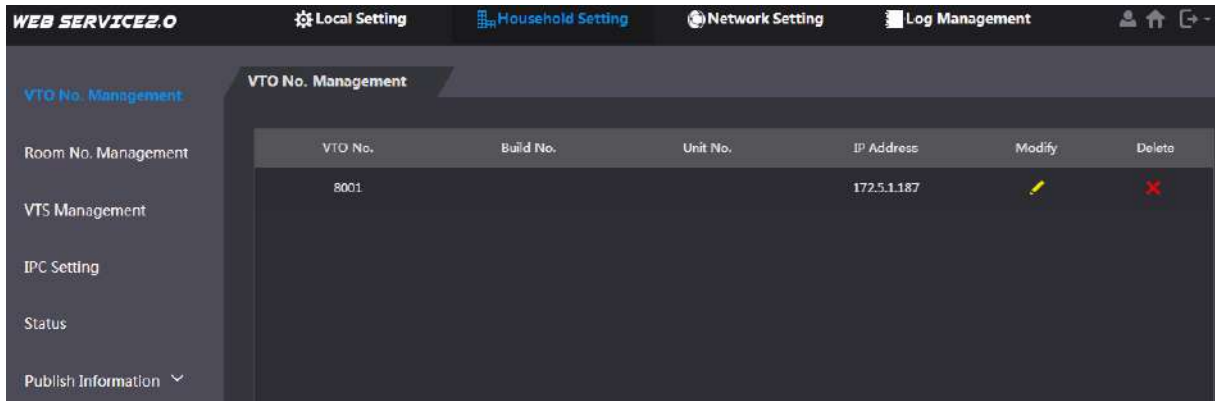 WEB SERVICE2.0 Local Setting Household Setting Network Setting Log Management
VTO No. Management
VTO No. Management
Room No. Management
VTS Management
IPC Setting
Status
Publish Information
VTO No. Build No. Unit No. IP Address Modify Delete
8001 172.5.1.187